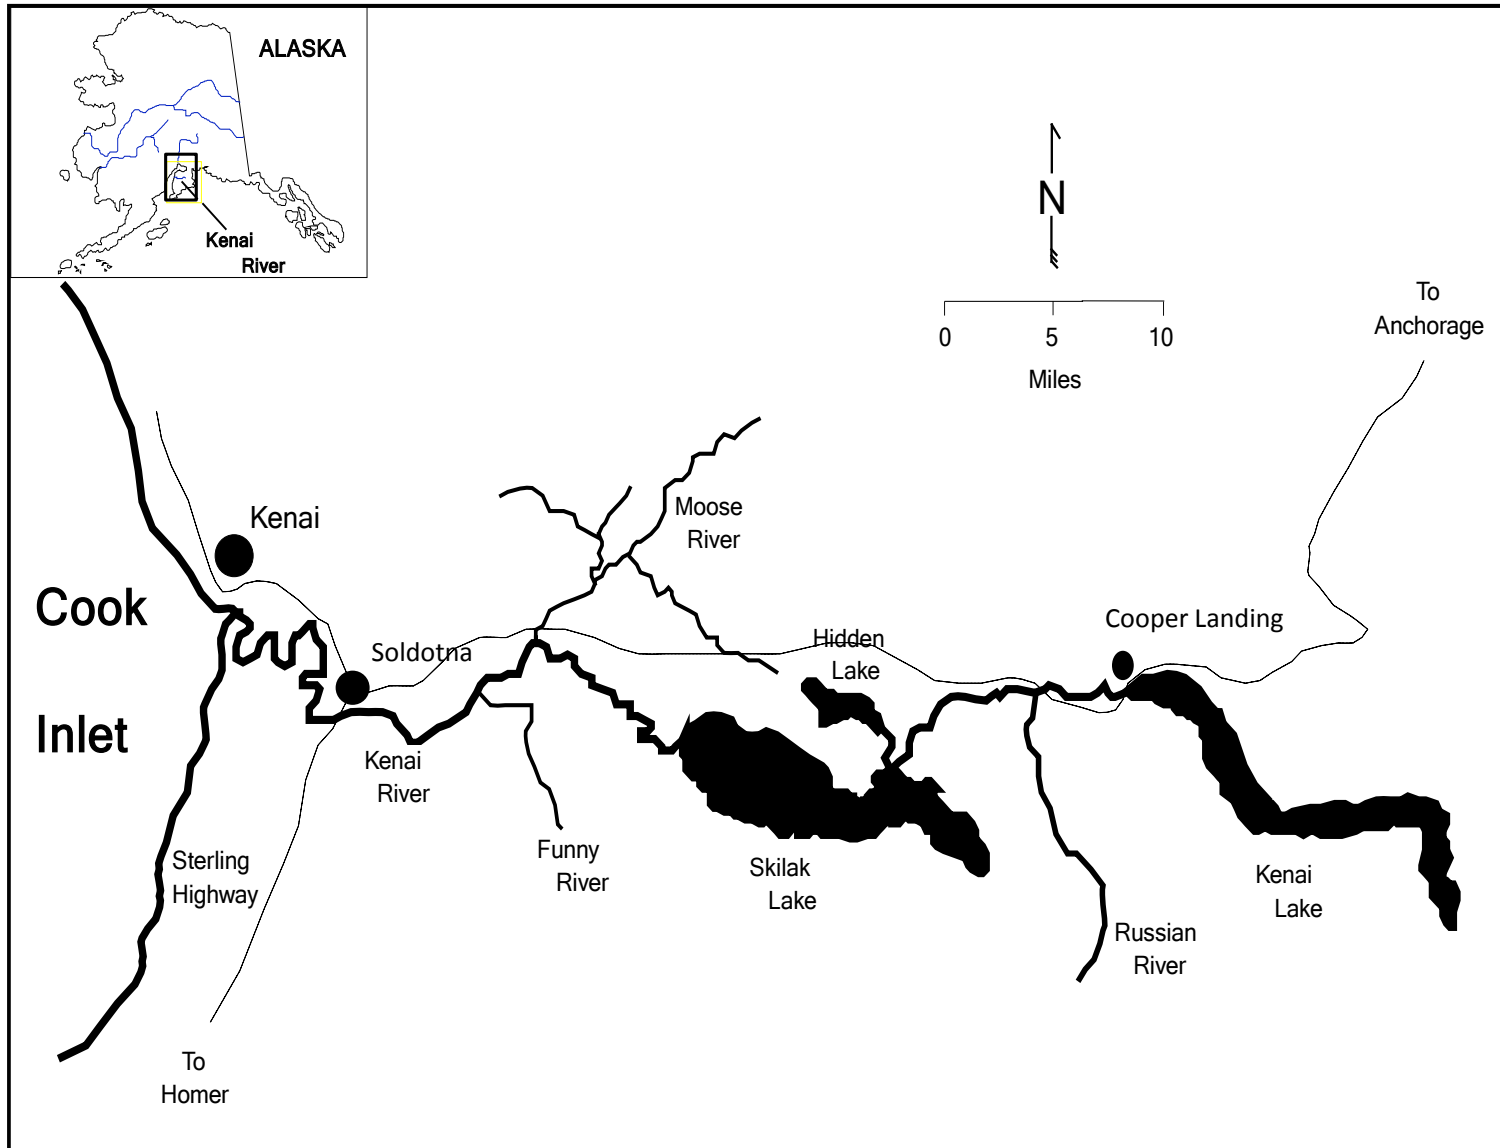 ALASKA
Kenai
River
N
0 5 10
Miles
To
Anchorage
Kenai
Moose
River
Cook
Inlet
Soldotna
Hidden
Lake
Cooper Landing
Kenai
River
Funny
River
Skilak
Lake
Kenai
Lake
Sterling
Highway
Russian
River
To
Homer